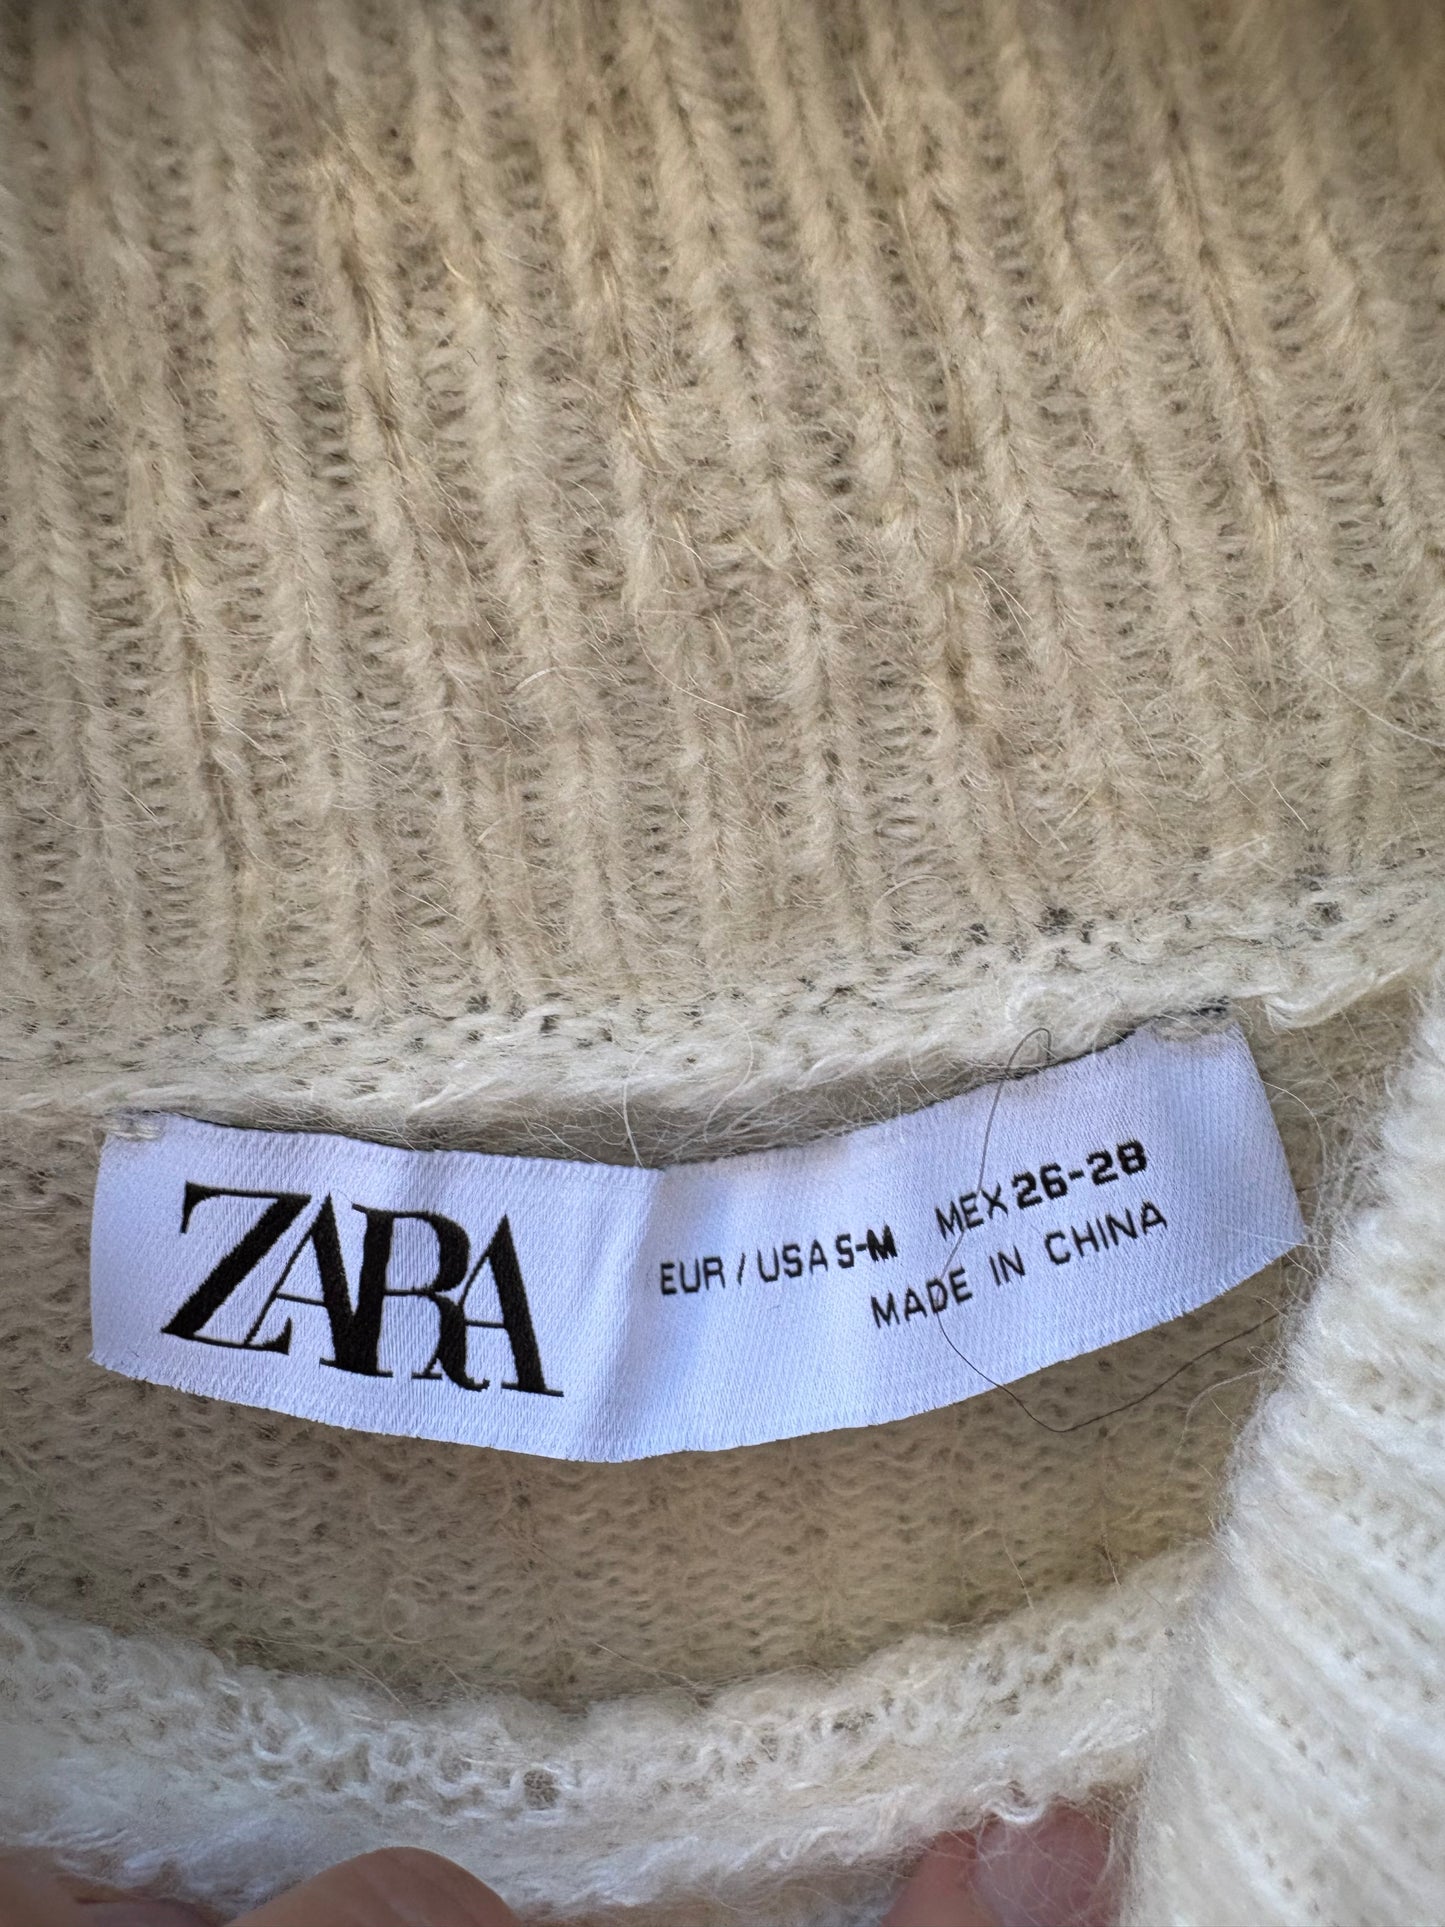 ZARA
EUR / USA S-M MEX 26-28
MADE IN CHINA